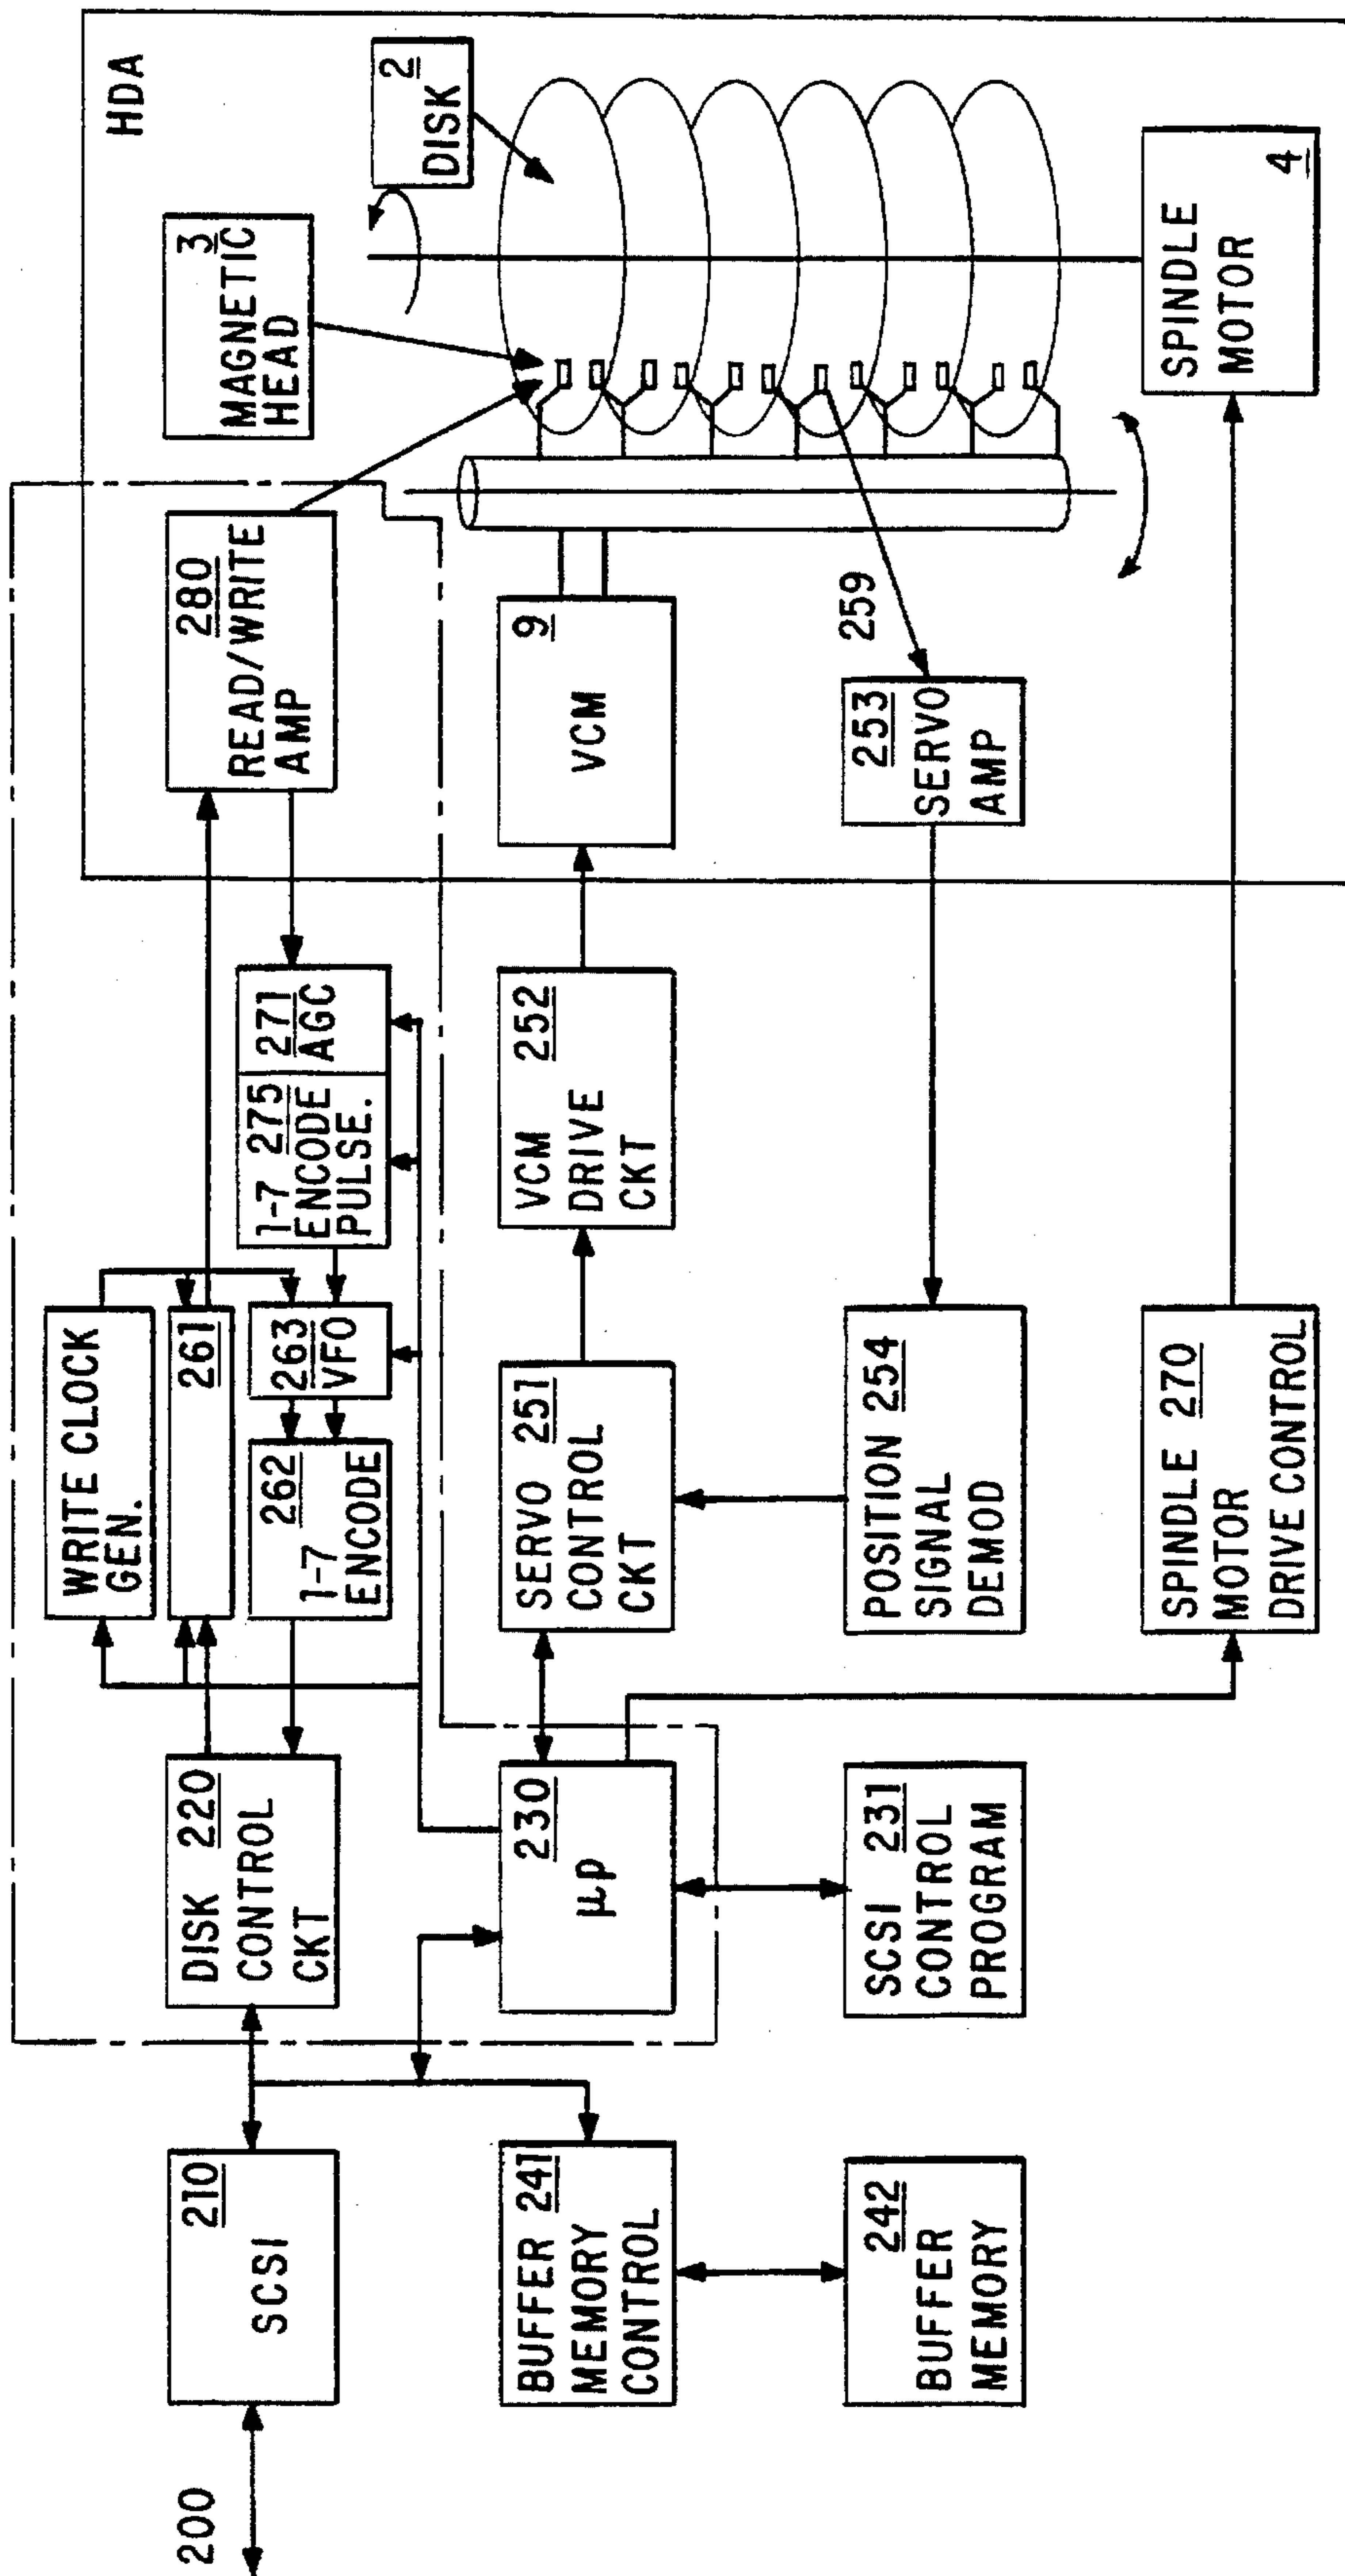 200
210
SCSI
BUFFER 241
MEMORY
CONTROL
242
BUFFER
MEMORY
DISK 220
CONTROL
CKT
230
μp
SCSI 231
CONTROL
PROGRAM
WRITE CLOCK
GEN.
261
262
1-7
ENCODE
263
VFO
1-7 275
ENCODE
PULSE.
271
AGC
SERVO 251
CONTROL
CKT
VCM 252
DRIVE
CKT
POSITION 254
SIGNAL
DEMOD
SPINDLE 270
MOTOR
DRIVE CONTROL
280
READ/WRITE
AMP
9
VCM
259
253
SERVO
AMP
HDA
3
MAGNETIC
HEAD
2
DISK
SPINDLE 4
MOTOR